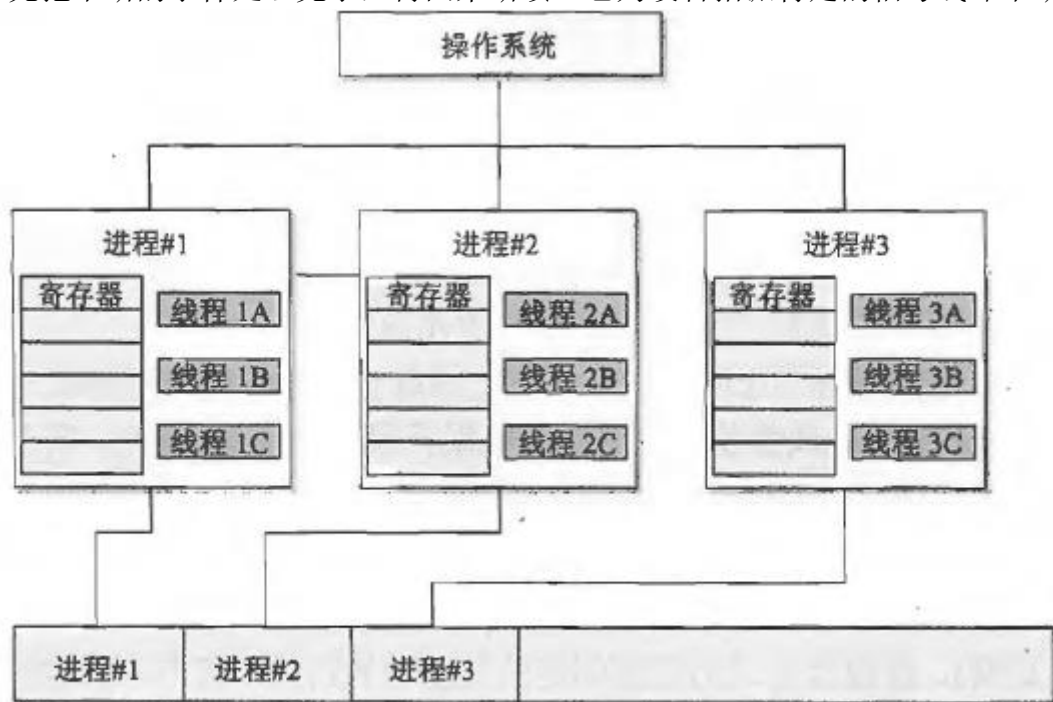 操作系统
进程#1
进程#2
进程#3
寄存器
线程 1A
线程 1B
线程 1C
寄存器
线程 2A
线程 2B
线程 2C
寄存器
线程 3A
线程 3B
线程 3C
进程#1
进程#2
进程#3